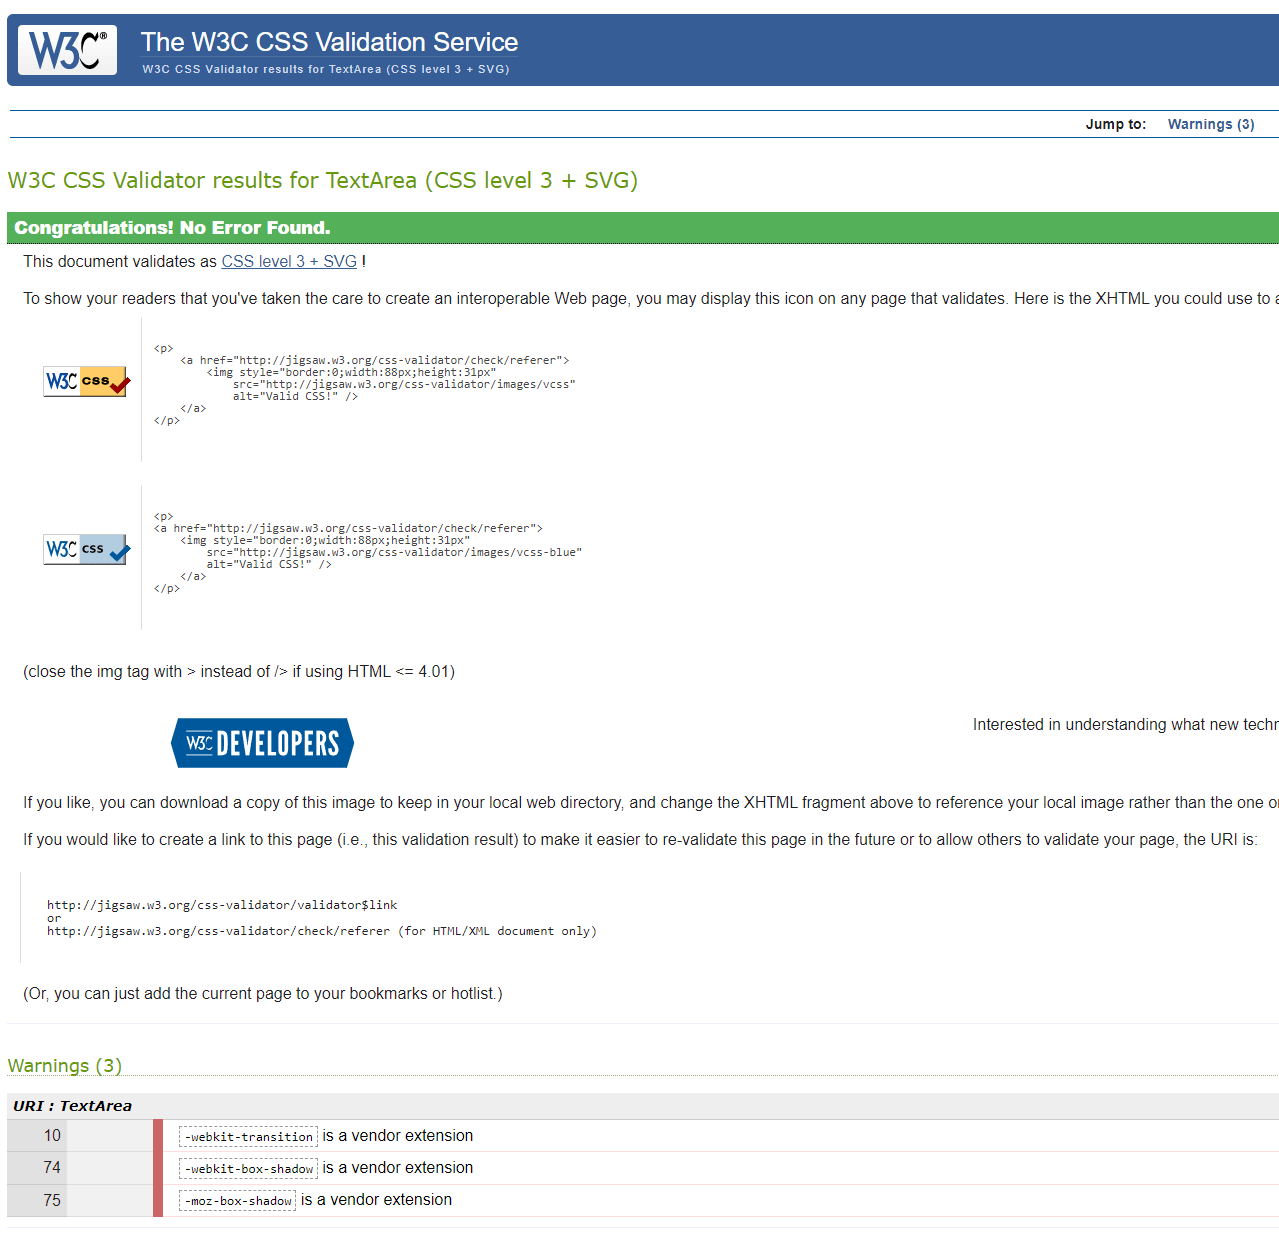 W3C®
The W3C CSS Validation Service
W3C CSS Validator results for TextArea (CSS level 3 + SVG)
Jump to: Warnings (3)
W3C CSS Validator results for TextArea (CSS level 3 + SVG)
Congratulations! No Error Found.
This document validates as CSS level 3 + SVG !
To show your readers that you've taken the care to create an interoperable Web page, you may display this icon on any page that validates. Here is the XHTML you could use to a
W3C css
<p>
<a href="http://jigsaw.w3.org/css-validator/check/referer">
<img style="border:0;width:88px;height:31px"
src="http://jigsaw.w3.org/css-validator/images/vcss"
alt="Valid CSS!" />
</a>
</p>
W3C css
<p>
<a href="http://jigsaw.w3.org/css-validator/check/referer">
<img style="border:0;width:88px;height:31px"
src="http://jigsaw.w3.org/css-validator/images/vcss-blue"
alt="Valid CSS!" />
</a>
</p>
(close the img tag with > instead of /> if using HTML <= 4.01)
W3C DEVELOPERS
Interested in understanding what new techn
If you like, you can download a copy of this image to keep in your local web directory, and change the XHTML fragment above to reference your local image rather than the one o
If you would like to create a link to this page (i.e., this validation result) to make it easier to re-validate this page in the future or to allow others to validate your page, the URI is:
http://jigsaw.w3.org/css-validator/validator$link
or
http://jigsaw.w3.org/css-validator/check/referer (for HTML/XML document only)
(Or, you can just add the current page to your bookmarks or hotlist.)
Warnings (3)
URI : TextArea
10 -webkit-transition is a vendor extension
74 -webkit-box-shadow is a vendor extension
75 -moz-box-shadow is a vendor extension